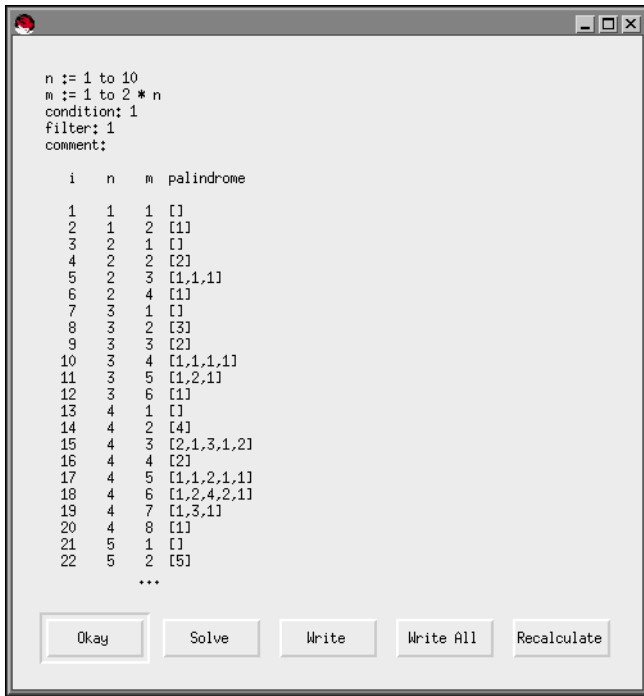 n := 1 to 10
m := 1 to 2 * n
condition: 1
filter: 1
comment:
i n m palindrome
1 1 1 []
2 1 2 [1]
3 2 1 []
4 2 2 [2]
5 2 3 [1,1,1]
6 2 4 [1]
7 3 1 []
8 3 2 [3]
9 3 3 [2]
10 3 4 [1,1,1,1]
11 3 5 [1,2,1]
12 3 6 [1]
13 4 1 []
14 4 2 [4]
15 4 3 [2,1,3,1,2]
16 4 4 [2]
17 4 5 [1,1,2,1,1]
18 4 6 [1,2,4,2,1]
19 4 7 [1,3,1]
20 4 8 [1]
21 5 1 []
22 5 2 [5]
...
Okay Solve Write Write All Recalculate